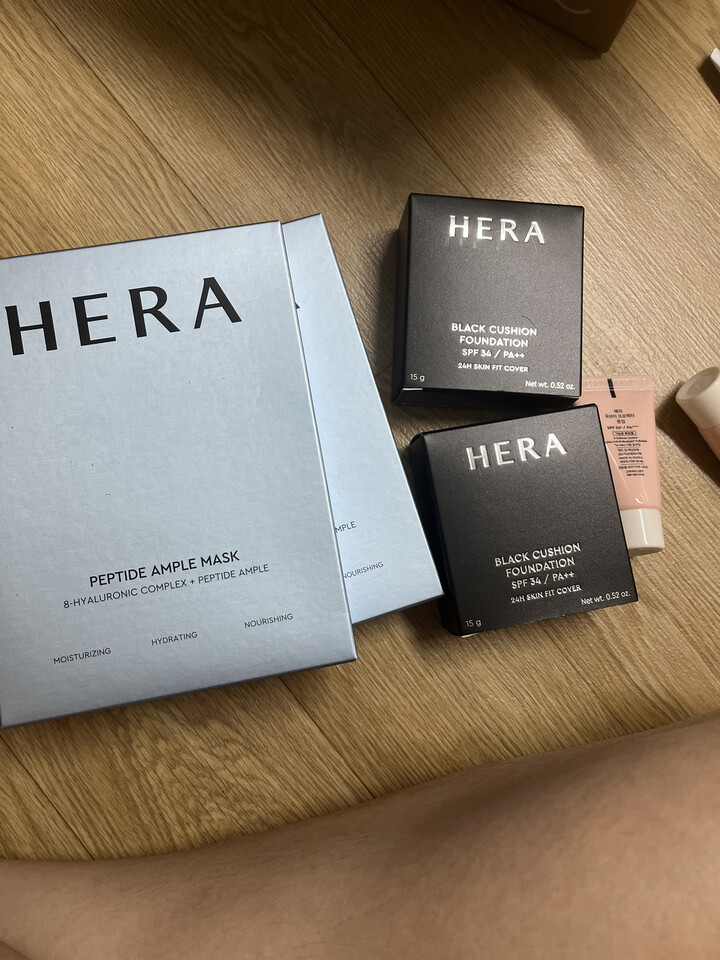 HERA
PEPTIDE AMPLE MASK
8-HYALURONIC COMPLEX + PEPTIDE AMPLE
MOISTURIZING
HYDRATING
NOURISHING
NOURISHING
HERA
BLACK CUSHION
FOUNDATION
SPF 34 / PA++
24H SKIN FIT COVER
15 g
Net wt. 0.52 oz.
HERA
BLACK CUSHION
FOUNDATION
SPF 34 / PA++
24H SKIN FIT COVER
15 g
Net wt. 0.52 oz.
헤라